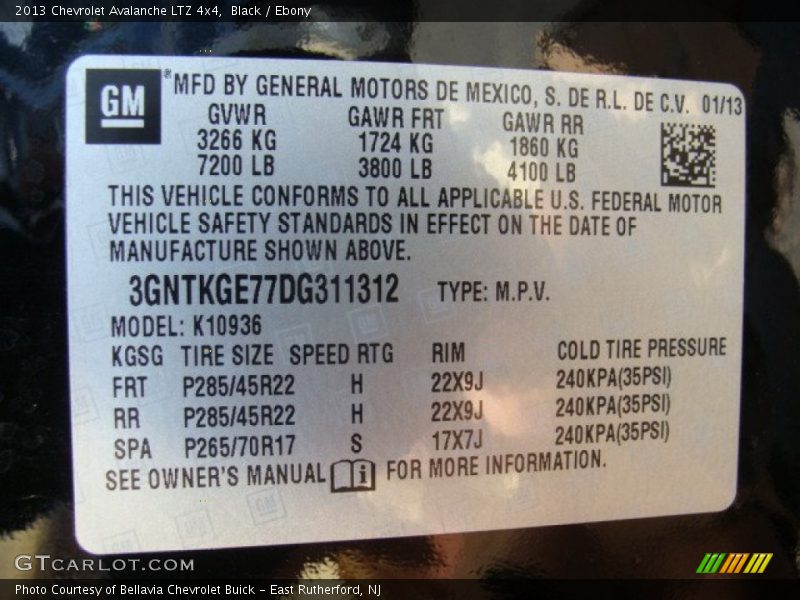 2013 Chevrolet Avalanche LTZ 4x4, Black / Ebony
GM ® MFD BY GENERAL MOTORS DE MEXICO, S. DE R.L. DE C.V. 01/13
GVWR GAWR FRT GAWR RR
3266 KG 1724 KG 1860 KG
7200 LB 3800 LB 4100 LB
THIS VEHICLE CONFORMS TO ALL APPLICABLE U.S. FEDERAL MOTOR
VEHICLE SAFETY STANDARDS IN EFFECT ON THE DATE OF
MANUFACTURE SHOWN ABOVE.
3GNTKGE77DG311312 TYPE: M.P.V.
MODEL: K10936
KGSG TIRE SIZE SPEED RTG RIM COLD TIRE PRESSURE
FRT P285/45R22 H 22X9J 240KPA(35PSI)
RR P285/45R22 H 22X9J 240KPA(35PSI)
SPA P265/70R17 S 17X7J 240KPA(35PSI)
SEE OWNER'S MANUAL i FOR MORE INFORMATION.
GTCARLOT.COM
Photo Courtesy of Bellavia Chevrolet Buick – East Rutherford, NJ